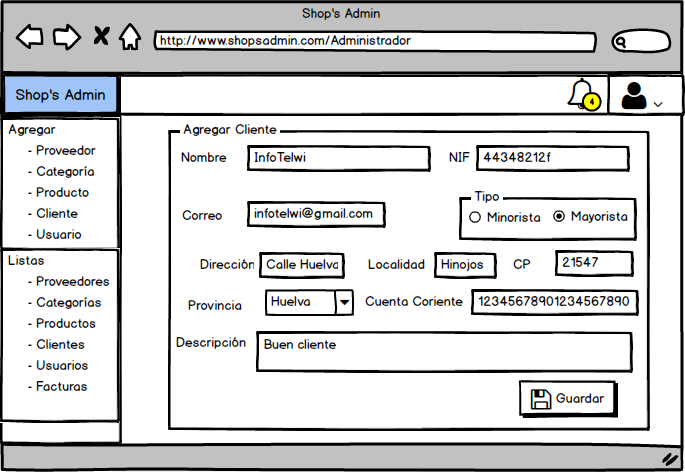 Shop's Admin
http://www.shopsadmin.com/Administrador
Shop's Admin
4
Agregar
- Proveedor
- Categoría
- Producto
- Cliente
- Usuario
Listas
- Proveedores
- Categorías
- Productos
- Clientes
- Usuarios
- Facturas
Agregar Cliente
Nombre InfoTelwi NIF 44348212f
Correo infotelwi@gmail.com
Tipo
Minorista Mayorista
Dirección Calle Huelva Localidad Hinojos CP 21547
Provincia Huelva Cuenta Coriente 12345678901234567890
Descripción Buen cliente
Guardar